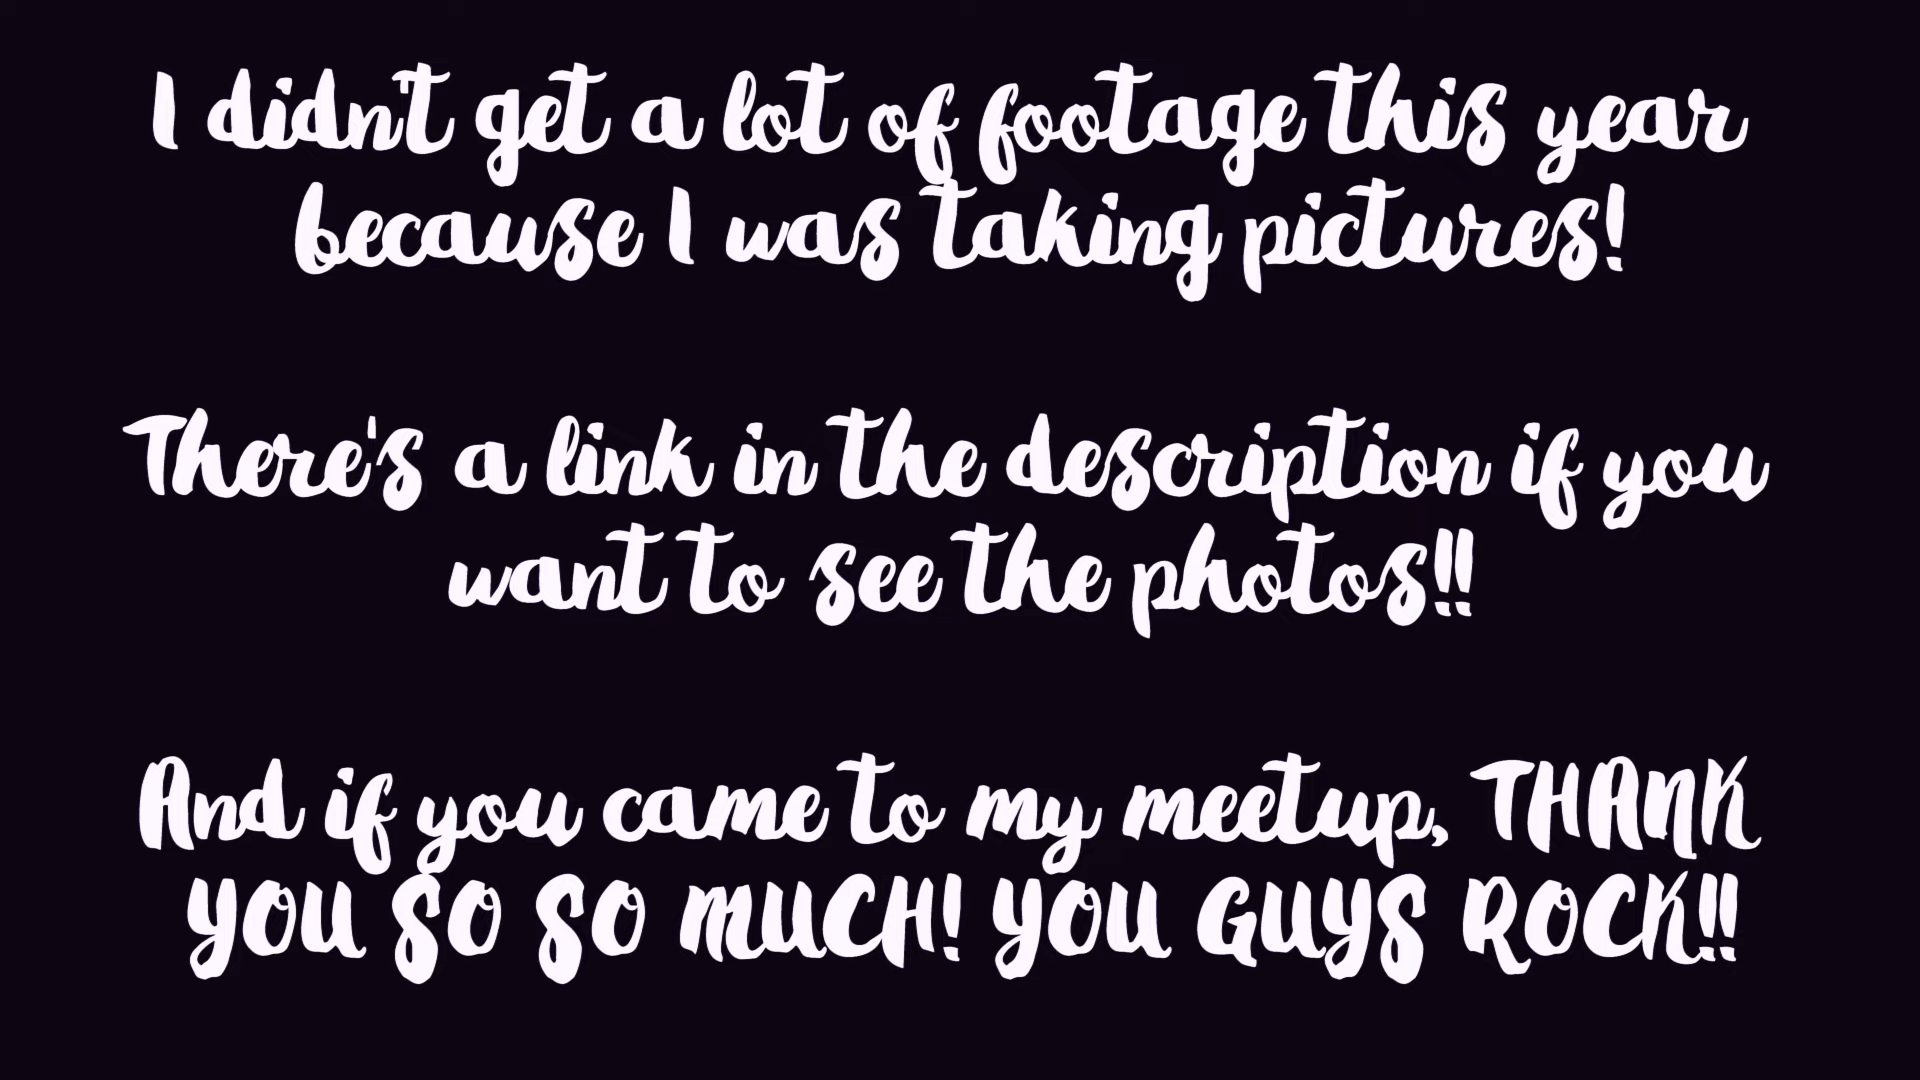 I didn't get a lot of footage this year
because I was taking pictures!
There's a link in the description if you
want to see the photos!!
And if you came to my meetup, THANK
YOU SO SO MUCH! YOU GUYS ROCK!!